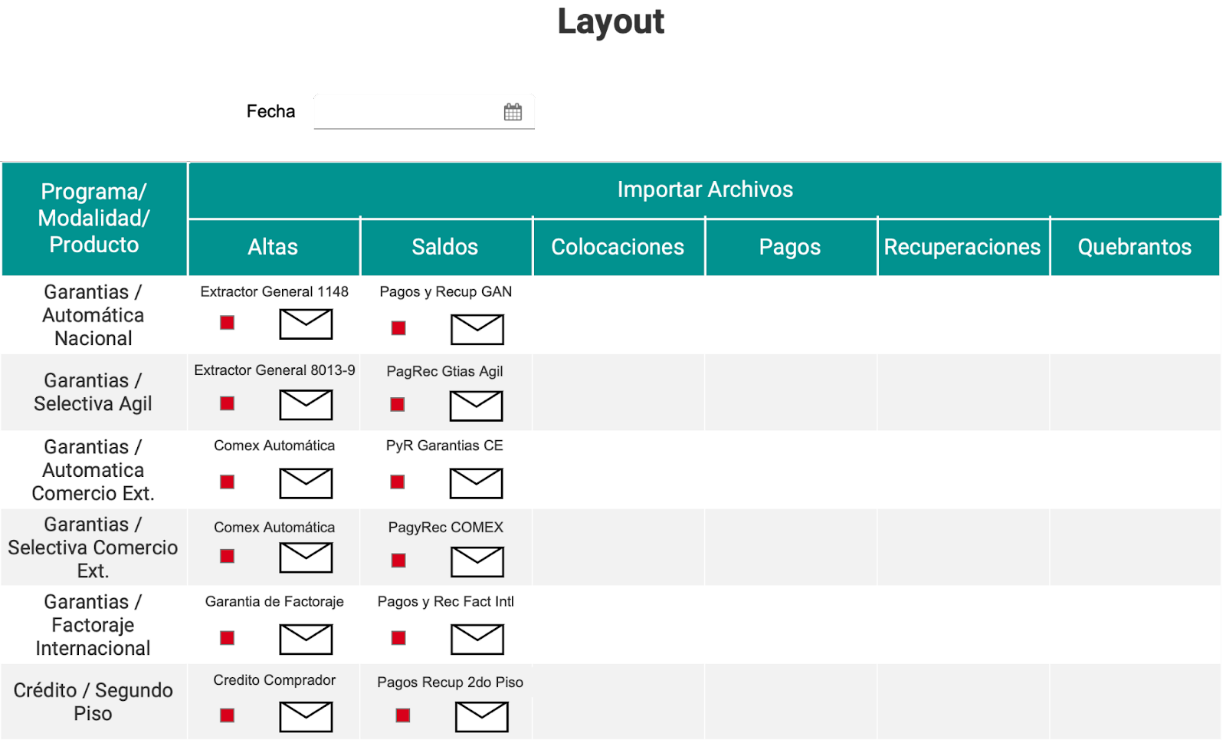 Layout
Fecha
Programa/
Modalidad/
Producto
Importar Archivos
Altas
Saldos
Colocaciones
Pagos
Recuperaciones
Quebrantos
Garantias /
Automática
Nacional
Extractor General 1148
Pagos y Recup GAN
Garantias /
Selectiva Agil
Extractor General 8013-9
PagRec Gtias Agil
Garantias /
Automatica
Comercio Ext.
Comex Automática
PyR Garantias CE
Garantias /
Selectiva Comercio
Ext.
Comex Automática
PagyRec COMEX
Garantias /
Factoraje
Internacional
Garantia de Factoraje
Pagos y Rec Fact Intl
Crédito / Segundo
Piso
Credito Comprador
Pagos Recup 2do Piso